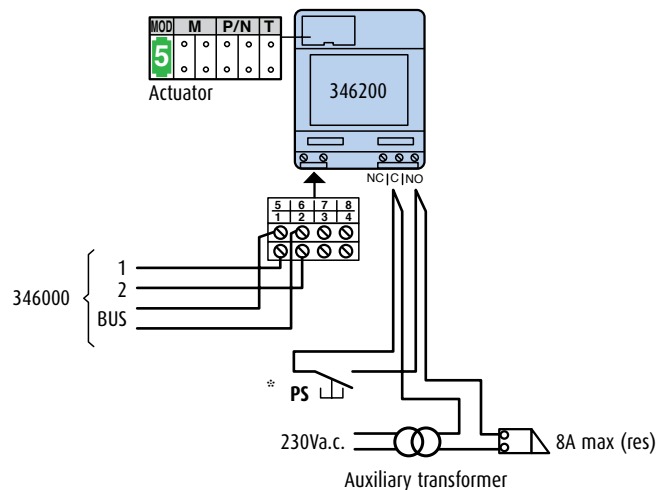 MOD M P/N T
5
Actuator
346200
NC|C|NO
5 6 7 8
1 2 3 4
1
2
346000
BUS
* PS
230Va.c.
8A max (res)
Auxiliary transformer